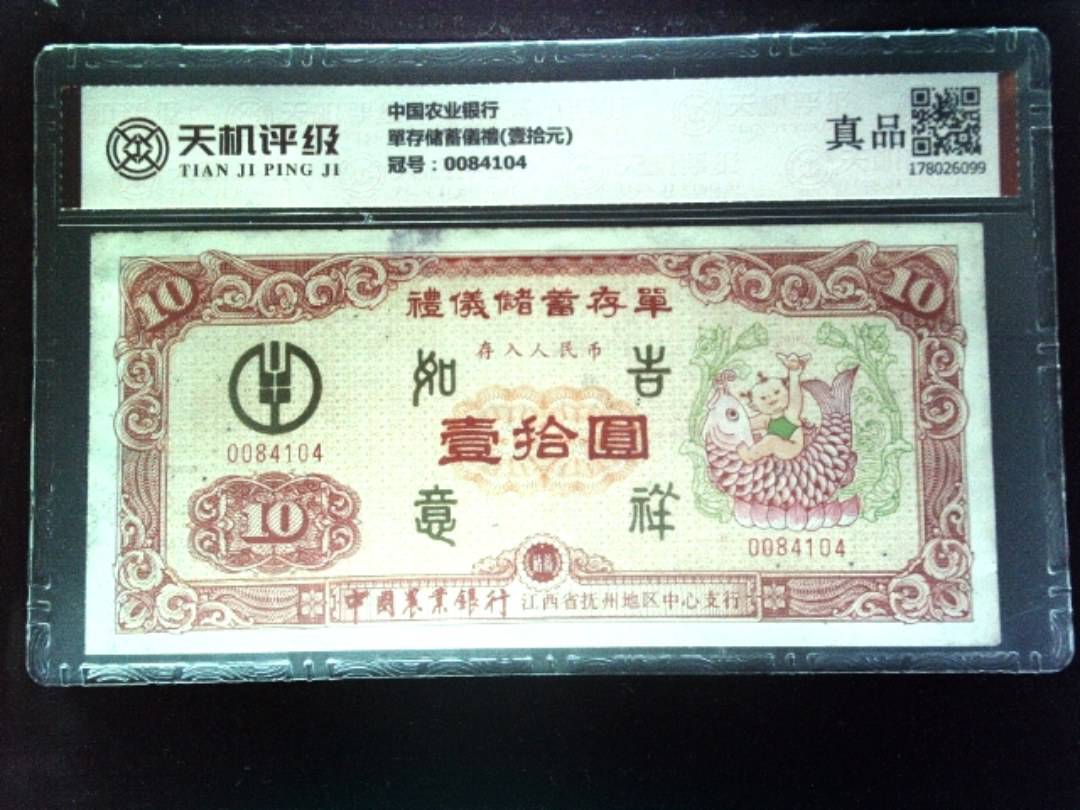 中国农业银行
單存储蓄儀禮(壹拾元)
冠号：0084104
天机评级
TIAN JI PING JI
真品
178026099
10
10
禮儀儲蓄存單
存入人民币
如 吉
壹拾圓
意 祥
0084104
10
0084104
中國農業銀行 江西省抚州地区中心支行